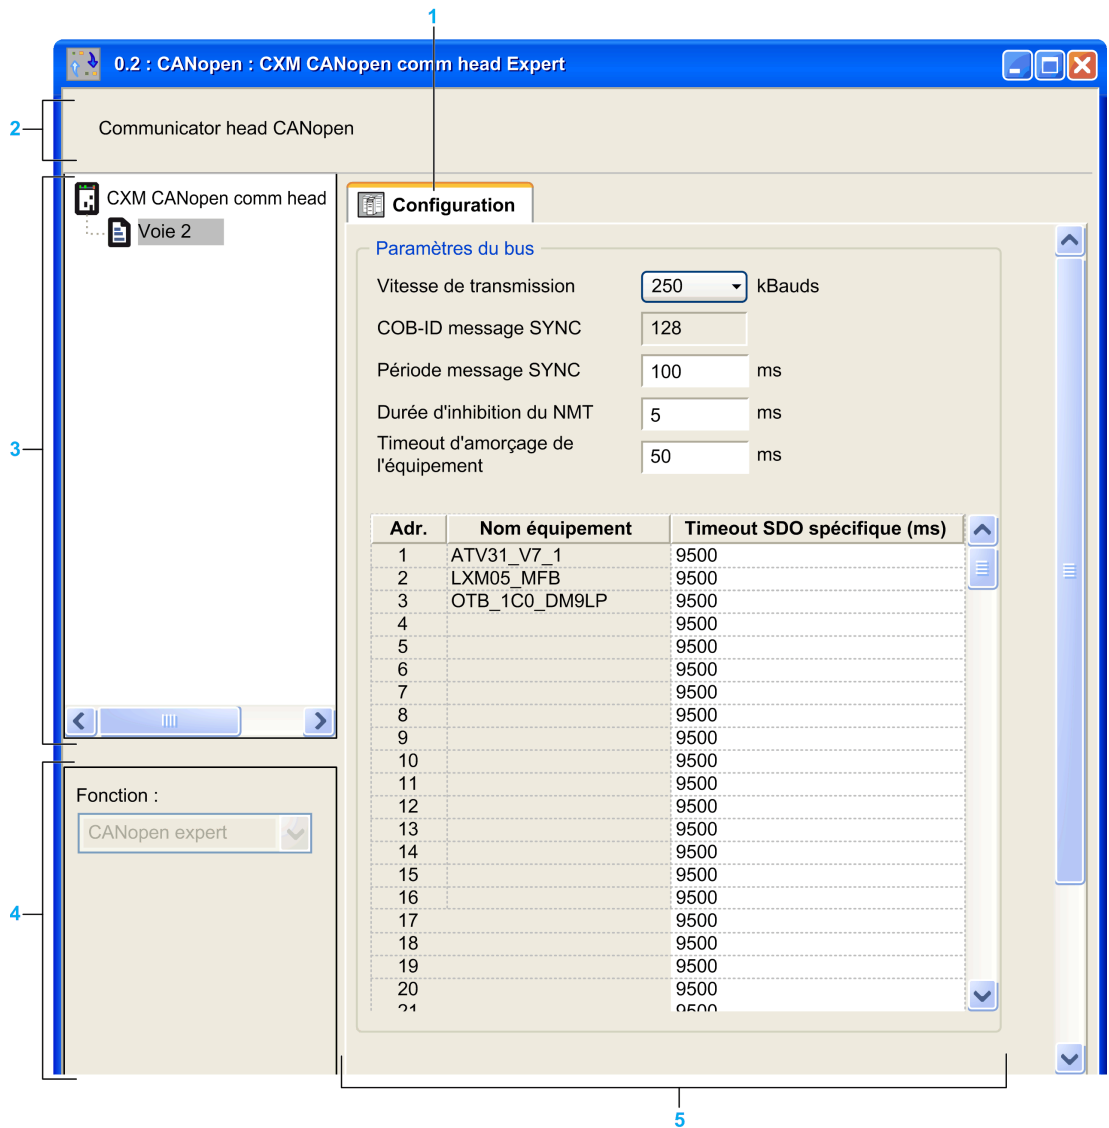 1
0.2 : CANopen : CXM CANopen comm head Expert
2
Communicator head CANopen
3
CXM CANopen comm head
Voie 2
Configuration
Paramètres du bus
Vitesse de transmission 250 kBauds
COB-ID message SYNC 128
Période message SYNC 100 ms
Durée d'inhibition du NMT 5 ms
Timeout d'amorçage de
l'équipement 50 ms
Adr. Nom équipement Timeout SDO spécifique (ms)
1 ATV31_V7_1 9500
2 LXM05_MFB 9500
3 OTB_1C0_DM9LP 9500
4 9500
5 9500
6 9500
7 9500
8 9500
9 9500
10 9500
11 9500
12 9500
13 9500
14 9500
15 9500
16 9500
17 9500
18 9500
19 9500
20 9500
21 9500
4
Fonction :
CANopen expert
5